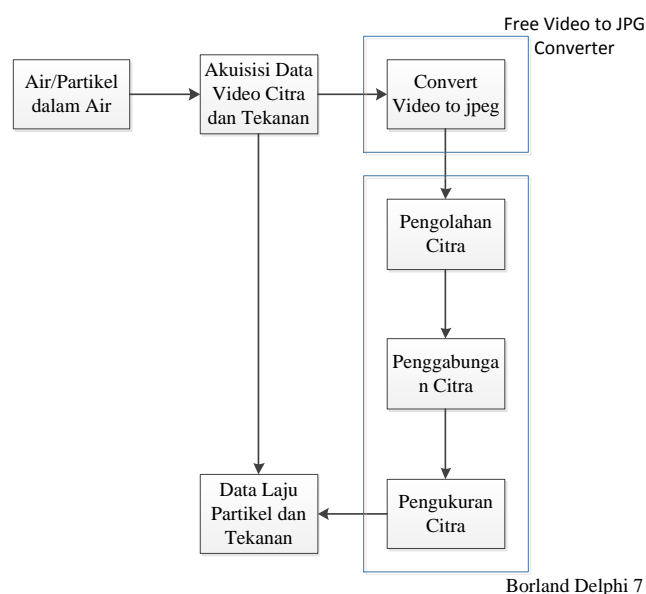 Free Video to JPG
Converter
Air/Partikel
dalam Air
Akuisisi Data
Video Citra
dan Tekanan
Convert
Video to jpeg
Pengolahan
Citra
Penggabunga
n Citra
Pengukuran
Citra
Data Laju
Partikel dan
Tekanan
Borland Delphi 7